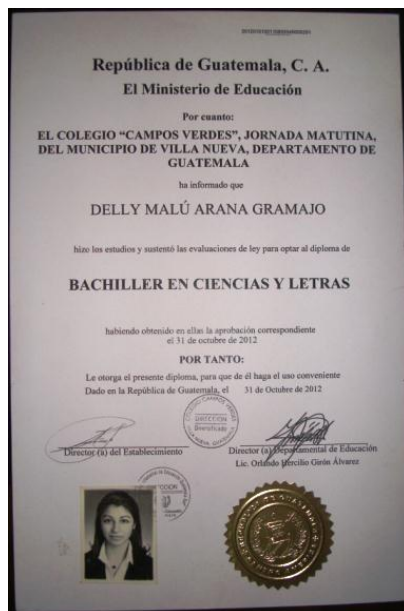 República de Guatemala, C. A.
El Ministerio de Educación
Por cuanto:
EL COLEGIO “CAMPOS VERDES”, JORNADA MATUTINA,
DEL MUNICIPIO DE VILLA NUEVA, DEPARTAMENTO DE
GUATEMALA
ha informado que
DELLY MALÚ ARANA GRAMAJO
hizo los estudios y sustentó las evaluaciones de ley para optar al diploma de
BACHILLER EN CIENCIAS Y LETRAS
habiendo obtenido en ellas la aprobación correspondiente
el 31 de octubre de 2012
POR TANTO:
Le otorga el presente diploma, para que de él haga el uso conveniente
Dado en la República de Guatemala, el 31 de Octubre de 2012
COLEGIO CAMPOS VERDES
DIRECCION
Director (a) del Establecimiento
Director (a) Departamental de Educación
Lic. Orlando Hercilio Girón Álvarez